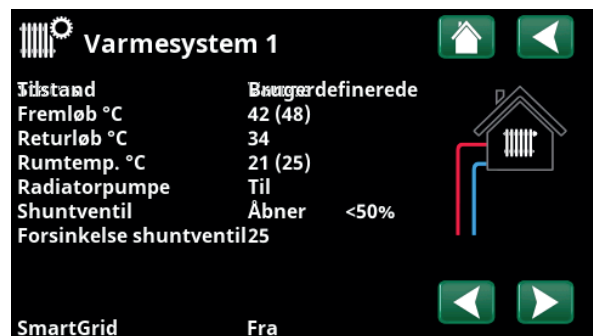 Varmesystem 1
Brugerdefinerede
Fremløb °C 42 (48)
Returløb °C 34
Rumtemp. °C 21 (25)
Radiatorpumpe Til
Shuntventil Åbner <50%
Forsinkelse shuntventil 25
SmartGrid Fra